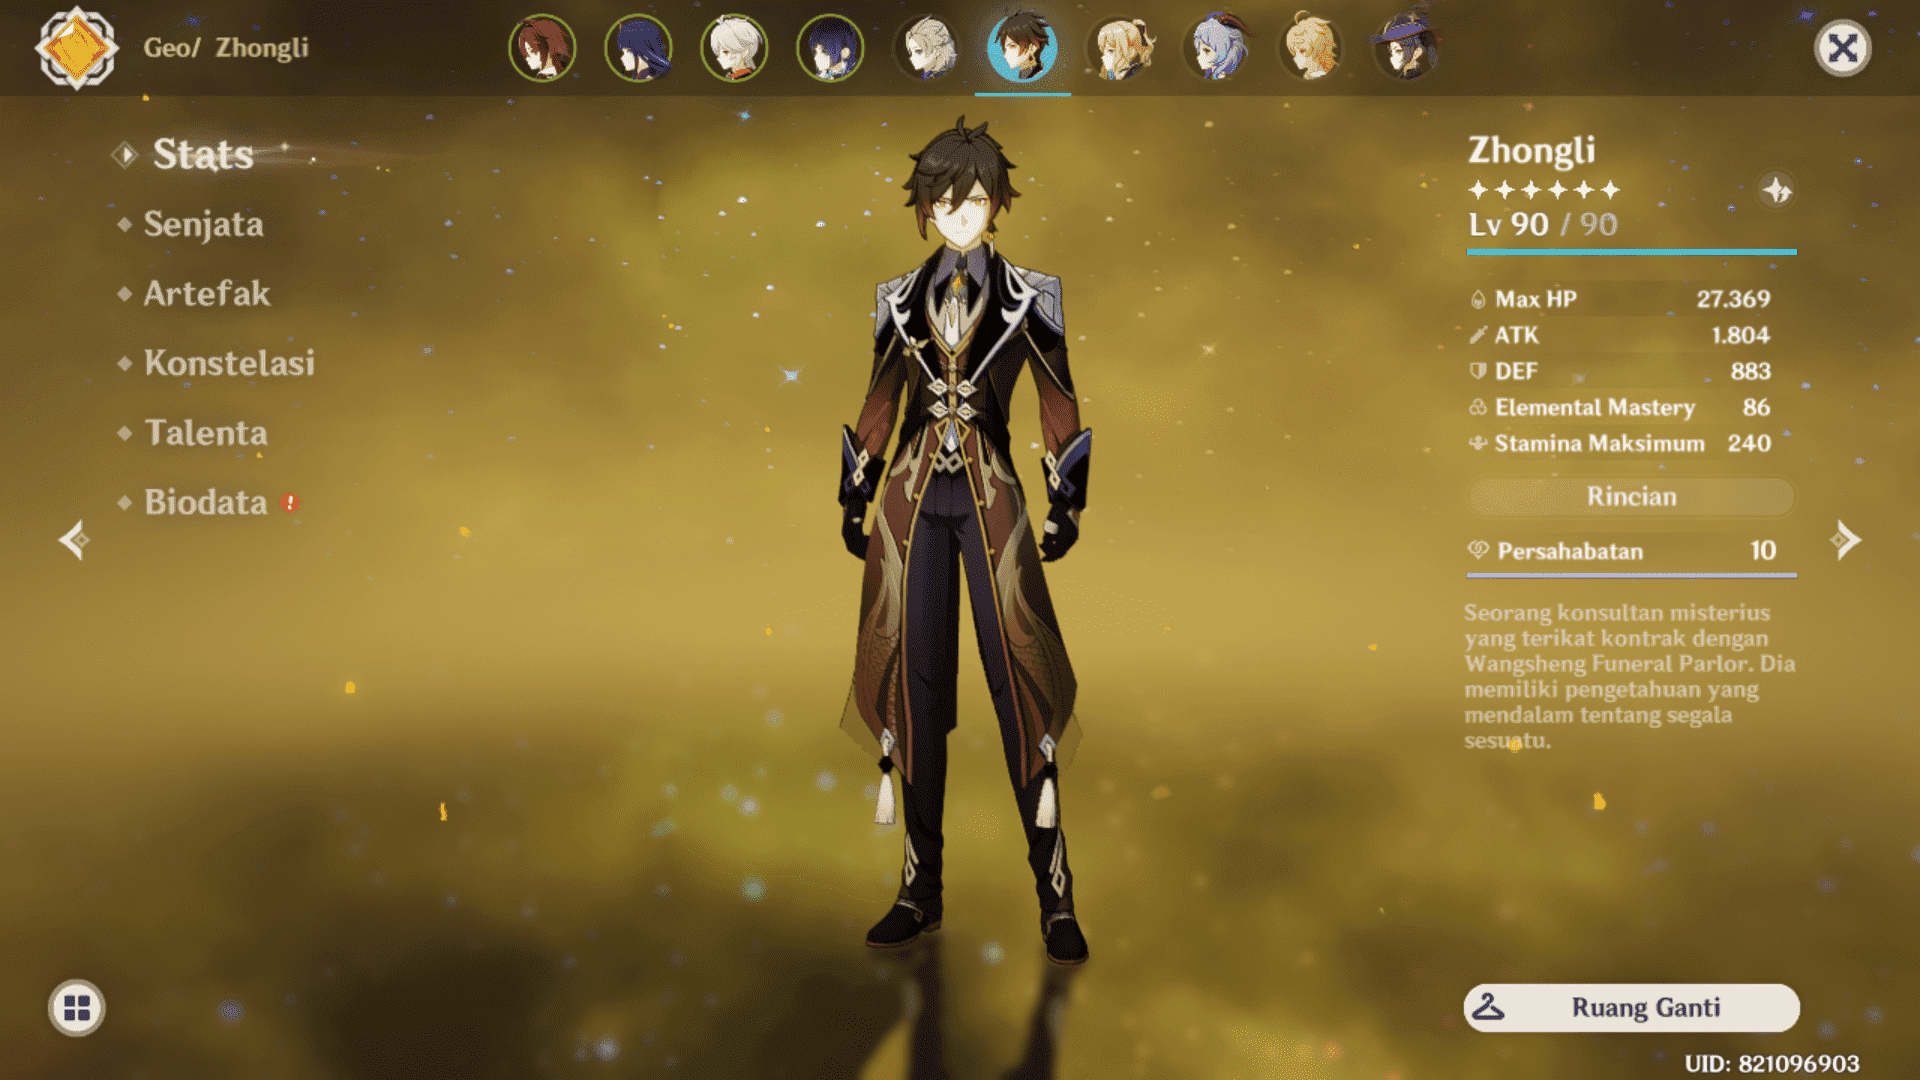 Geo/ Zhongli
Stats
Senjata
Artefak
Konstelasi
Talenta
Biodata
Zhongli
Lv 90 / 90
Max HP 27.369
ATK 1.804
DEF 883
Elemental Mastery 86
Stamina Maksimum 240
Rincian
Persahabatan 10
Seorang konsultan misterius
yang terikat kontrak dengan
Wangsheng Funeral Parlor. Dia
memiliki pengetahuan yang
mendalam tentang segala
sesuatu.
Ruang Ganti
UID: 821096903